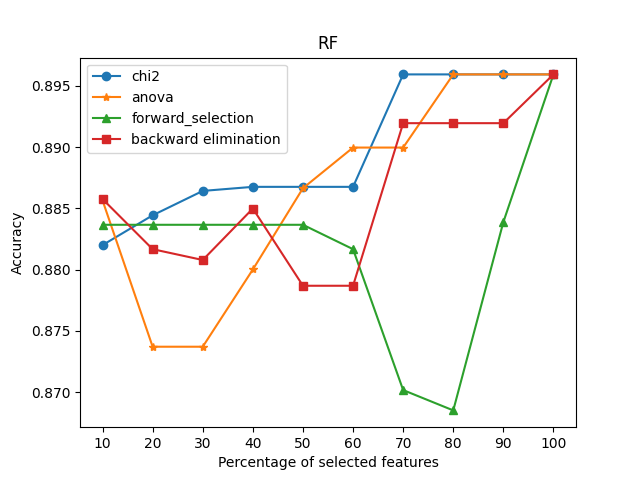 RF
chi2
anova
forward_selection
backward elimination
Accuracy
0.895
0.890
0.885
0.880
0.875
0.870
10 20 30 40 50 60 70 80 90 100
Percentage of selected features